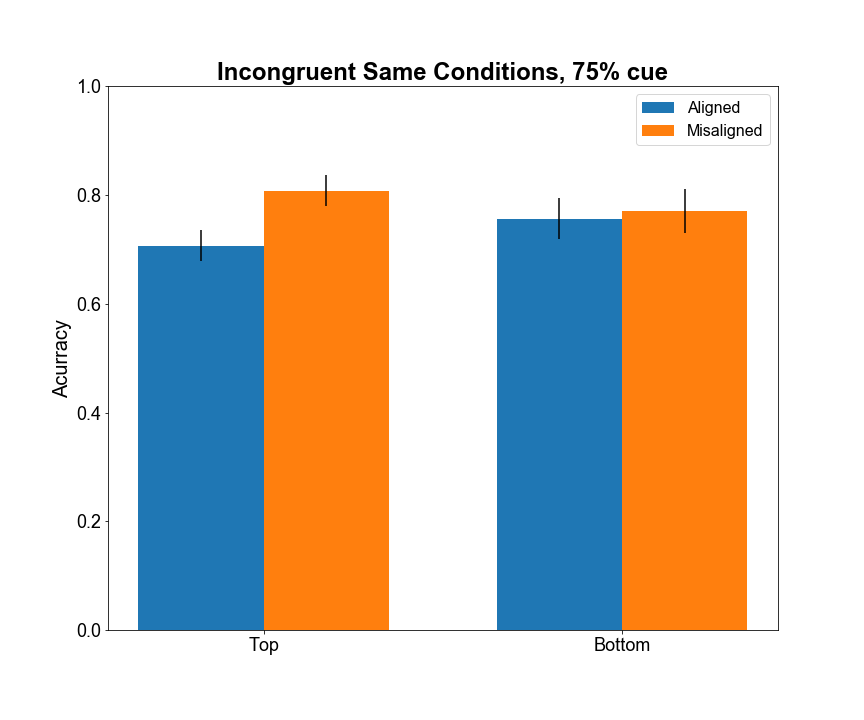 Incongruent Same Conditions, 75% cue
Aligned
Misaligned
Acurracy
1.0
0.8
0.6
0.4
0.2
0.0
Top
Bottom